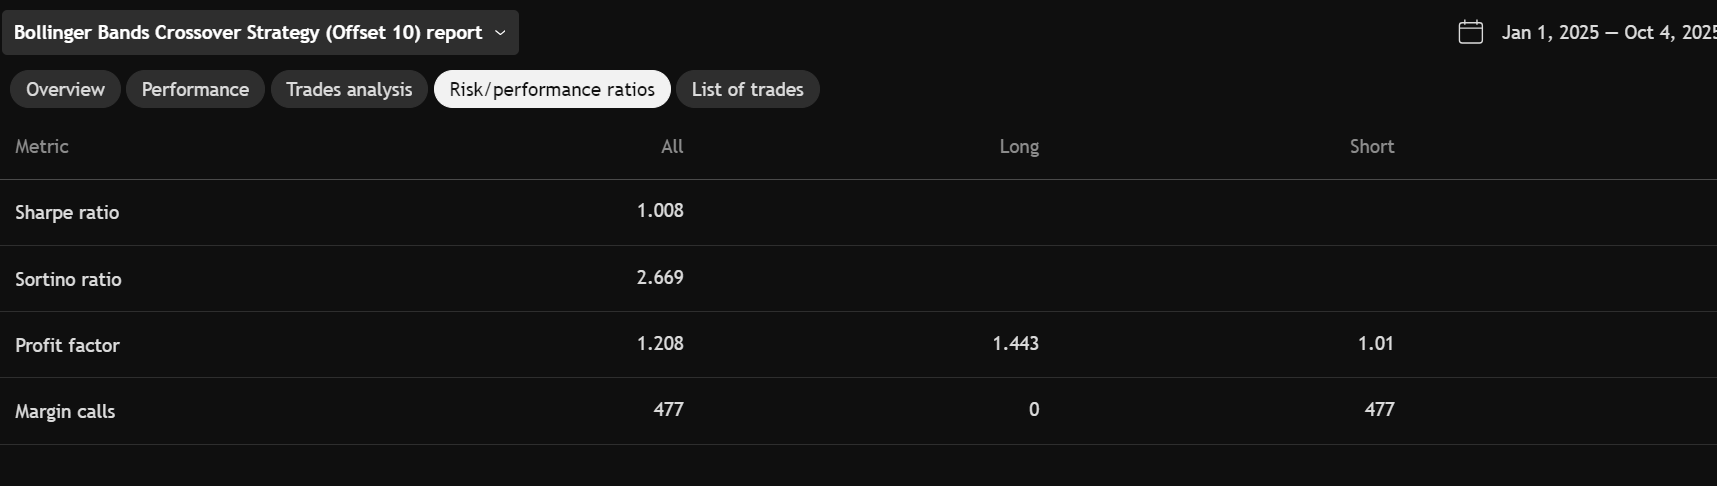 Bollinger Bands Crossover Strategy (Offset 10) report
Jan 1, 2025 — Oct 4, 2025
Overview Performance Trades analysis Risk/performance ratios List of trades
Metric All Long Short
Sharpe ratio 1.008
Sortino ratio 2.669
Profit factor 1.208 1.443 1.01
Margin calls 477 0 477